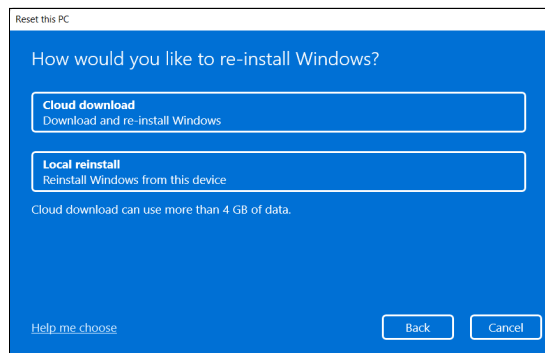 Reset this PC
How would you like to re-install Windows?
Cloud download
Download and re-install Windows
Local reinstall
Reinstall Windows from this device
Cloud download can use more than 4 GB of data.
Help me choose
Back
Cancel